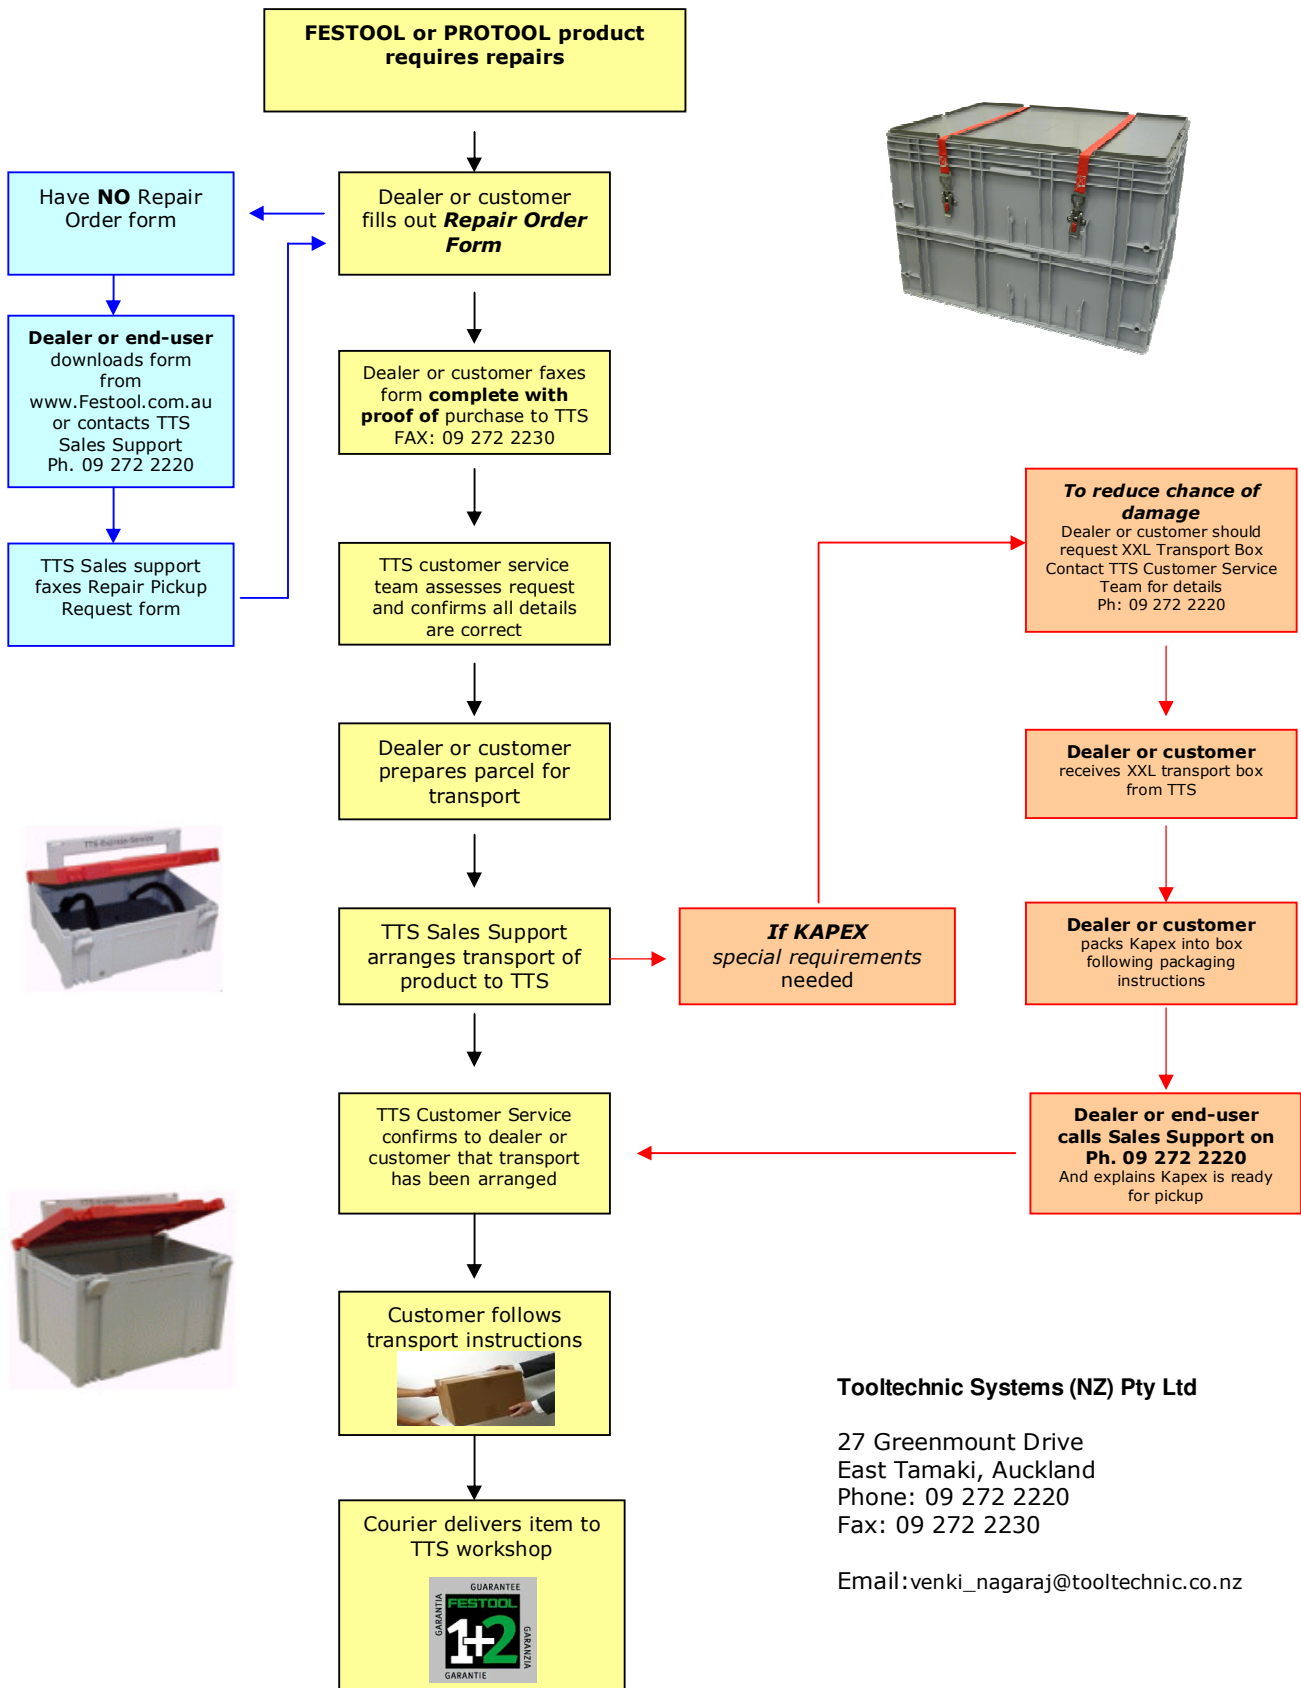 FESTOOL or PROTOOL product
requires repairs
Have NO Repair
Order form
Dealer or customer
fills out Repair Order
Form
Dealer or end-user
downloads form
from
www.Festool.com.au
or contacts TTS
Sales Support
Ph. 09 272 2220
Dealer or customer faxes
form complete with
proof of purchase to TTS
FAX: 09 272 2230
TTS Sales support
faxes Repair Pickup
Request form
TTS customer service
team assesses request
and confirms all details
are correct
To reduce chance of
damage
Dealer or customer should
request XXL Transport Box
Contact TTS Customer Service
Team for details
Ph: 09 272 2220
Dealer or customer
prepares parcel for
transport
Dealer or customer
receives XXL transport box
from TTS
TTS-Express-Service
TTS Sales Support
arranges transport of
product to TTS
If KAPEX
special requirements
needed
Dealer or customer
packs Kapex into box
following packaging
instructions
TTS Customer Service
confirms to dealer or
customer that transport
has been arranged
Dealer or end-user
calls Sales Support on
Ph. 09 272 2220
And explains Kapex is ready
for pickup
Customer follows
transport instructions
Courier delivers item to
TTS workshop
GUARANTEE
GARANTIA
FESTOOL
1+2
GARANZIA
GARANTIE
Tooltechnic Systems (NZ) Pty Ltd
27 Greenmount Drive
East Tamaki, Auckland
Phone: 09 272 2220
Fax: 09 272 2230
Email:venki_nagaraj@tooltechnic.co.nz